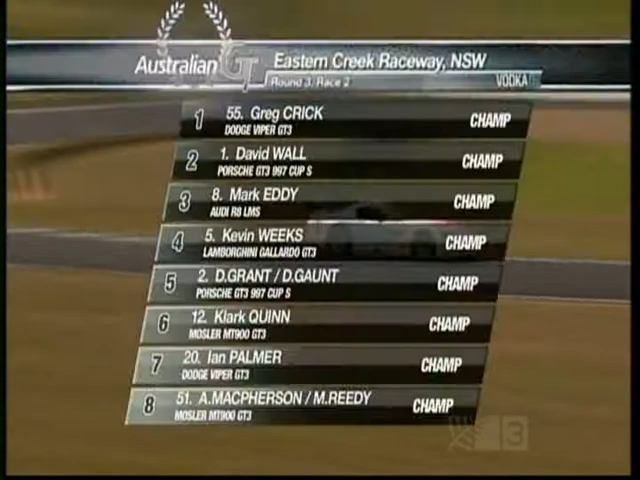 Australian GT
Eastern Creek Raceway, NSW
Round 3, Race 2
VODKA
1 55. Greg CRICK CHAMP
DODGE VIPER GT3
2 1. David WALL CHAMP
PORSCHE GT3 997 CUP S
3 8. Mark EDDY CHAMP
AUDI R8 LMS
4 5. Kevin WEEKS CHAMP
LAMBORGHINI GALLARDO GT3
5 2. D.GRANT / D.GAUNT CHAMP
PORSCHE GT3 997 CUP S
6 12. Klark QUINN CHAMP
MOSLER MT900 GT3
7 20. Ian PALMER CHAMP
DODGE VIPER GT3
8 51. A.MACPHERSON / M.REEDY CHAMP
MOSLER MT900 GT3
3